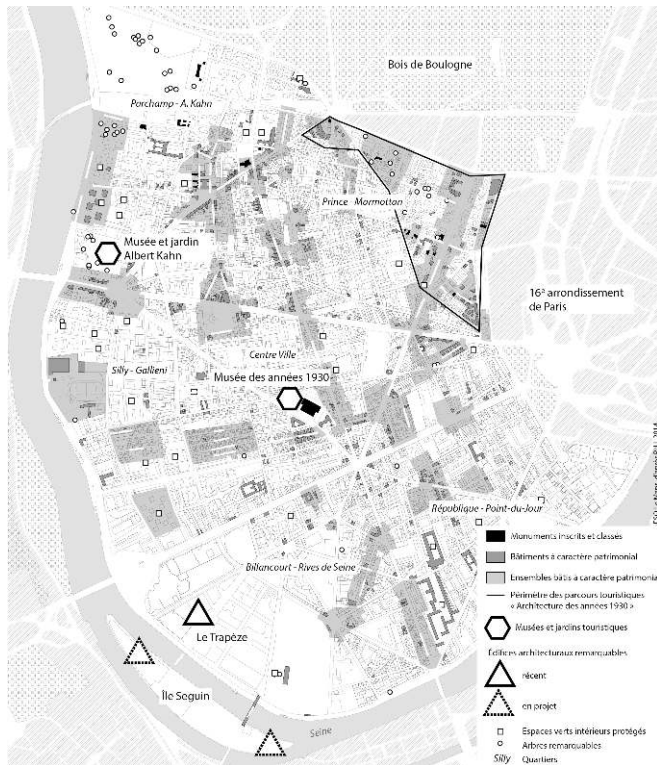 Bois de Boulogne
Parchamp - A. Kahn
Prince - Marmottan
Musée et jardin
Albert Kahn
16ᵉ arrondissement
de Paris
Centre Ville
Silly - Gallieni
Musée des années 1930
République - Point-du-Jour
Billancourt - Rives de Seine
Le Trapèze
Île Seguin
Seine
Monuments inscrits et classés
Bâtiments à caractère patrimonial
Ensembles bâtis à caractère patrimonia
Périmètre des parcours touristiques
« Architecture des années 1930 »
Musées et jardins touristiques
Édifices architecturaux remarquables
récent
en projet
Espaces verts intérieurs protégés
Arbres remarquables
Silly Quartiers